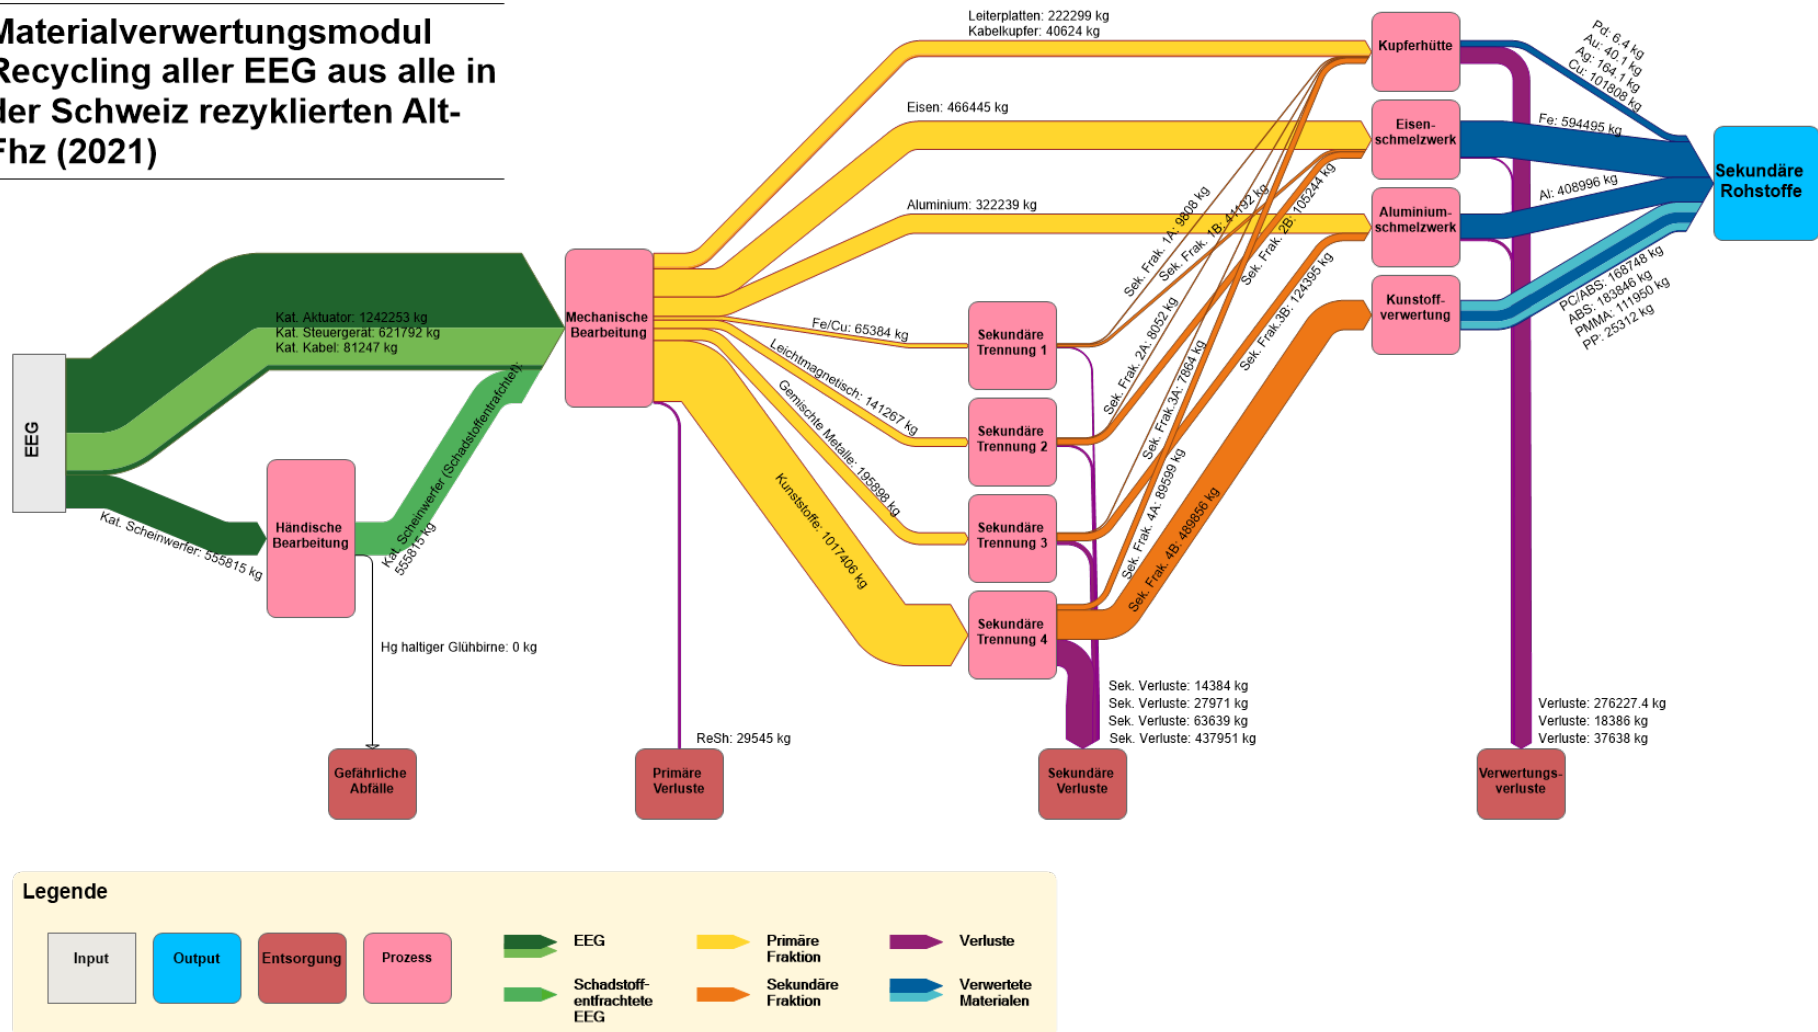 Materialverwertungsmodul
Recycling aller EEG aus alle in
der Schweiz rezyklierten Alt-
Fhz (2021)
Leiterplatten: 222299 kg
Kabelkupfer: 40624 kg
Eisen: 466445 kg
Aluminium: 322239 kg
Kat. Aktuator: 1242253 kg
Kat. Steuergerät: 621792 kg
Kat. Kabel: 81247 kg
EEG
Kat. Scheinwerfer: 555815 kg
Händische
Bearbeitung
Kat. Scheinwerfer (Schadstoffentrafchtet):
555815 kg
Hg haltiger Glühbirne: 0 kg
Gefährliche
Abfälle
Mechanische
Bearbeitung
Fe/Cu: 65384 kg
Leichtmagnetisch: 141267 kg
Gemischte Metalle: 195898 kg
Kunststoffe: 1017406 kg
ReSh: 29545 kg
Primäre
Verluste
Sekundäre
Trennung 1
Sekundäre
Trennung 2
Sekundäre
Trennung 3
Sekundäre
Trennung 4
Sek. Frak. 1A: 9808 kg
Sek. Frak. 1B: 41192 kg
Sek. Frak. 2A: 8052 kg
Sek. Frak. 2B: 105244 kg
Sek. Frak.3A: 7864 kg
Sek. Frak.3B: 124395 kg
Sek. Frak. 4A: 89599 kg
Sek. Frak. 4B: 489856 kg
Sek. Verluste: 14384 kg
Sek. Verluste: 27971 kg
Sek. Verluste: 63639 kg
Sek. Verluste: 437951 kg
Sekundäre
Verluste
Kupferhütte
Eisen-
schmelzwerk
Aluminium-
schmelzwerk
Kunstoff-
verwertung
Pd: 6.4 kg
Au: 40.1 kg
Ag: 164.1 kg
Cu: 101808 kg
Fe: 594495 kg
Al: 408996 kg
PC/ABS: 168748 kg
ABS: 183846 kg
PMMA: 111950 kg
PP: 25312 kg
Sekundäre
Rohstoffe
Verluste: 276227.4 kg
Verluste: 18386 kg
Verluste: 37638 kg
Verwertungs-
verluste
Legende
Input
Output
Entsorgung
Prozess
EEG
Schadstoff-
entfrachtete
EEG
Primäre
Fraktion
Sekundäre
Fraktion
Verluste
Verwertete
Materialen